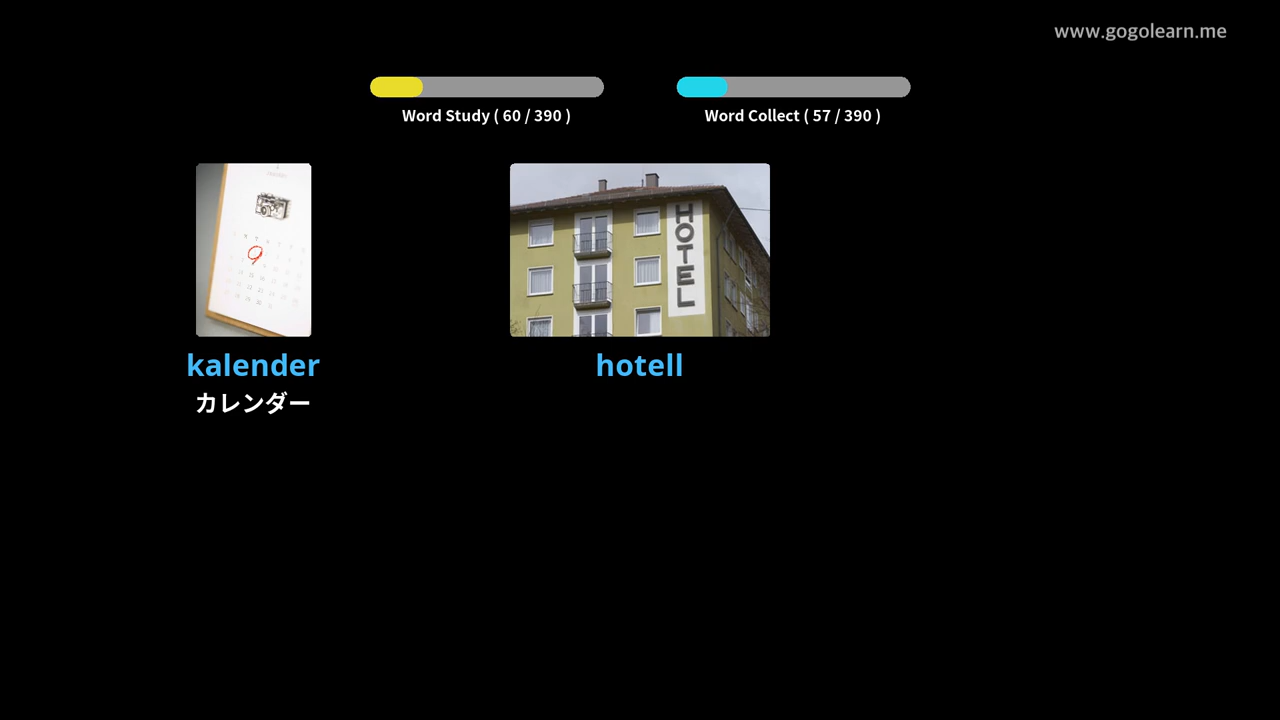 www.gogolearn.me
Word Study ( 60 / 390 )
Word Collect ( 57 / 390 )
HOTEL
kalender
hotell
カレンダー